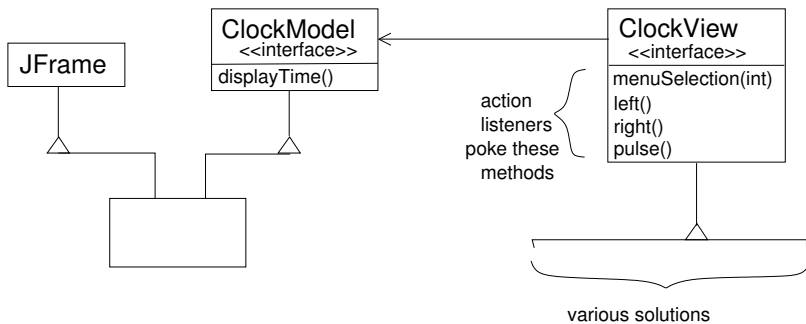 JFrame
ClockModel
<<interface>>
displayTime()
ClockView
<<interface>>
menuSelection(int)
left()
right()
pulse()
action
listeners
poke these
methods
various solutions